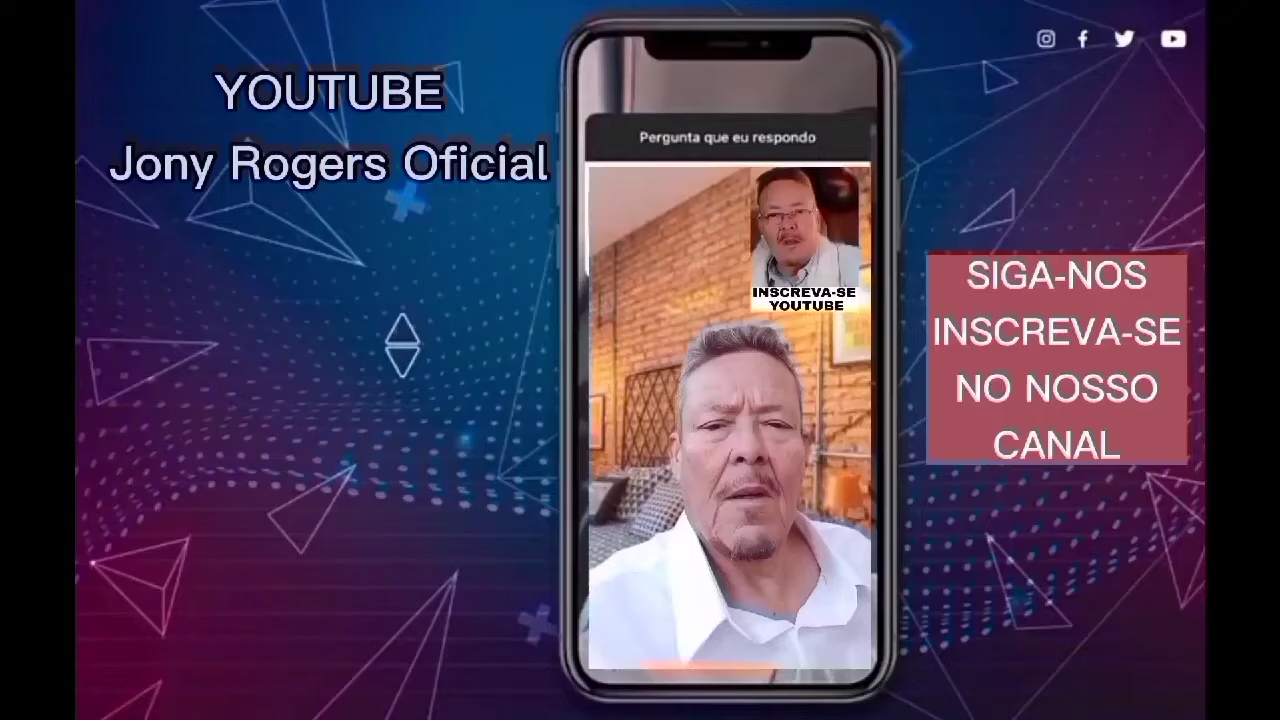 YOUTUBE
Jony Rogers Oficial
Pergunta que eu respondo
INSCREVA-SE
YOUTUBE
SIGA-NOS
INSCREVA-SE
NO NOSSO
CANAL